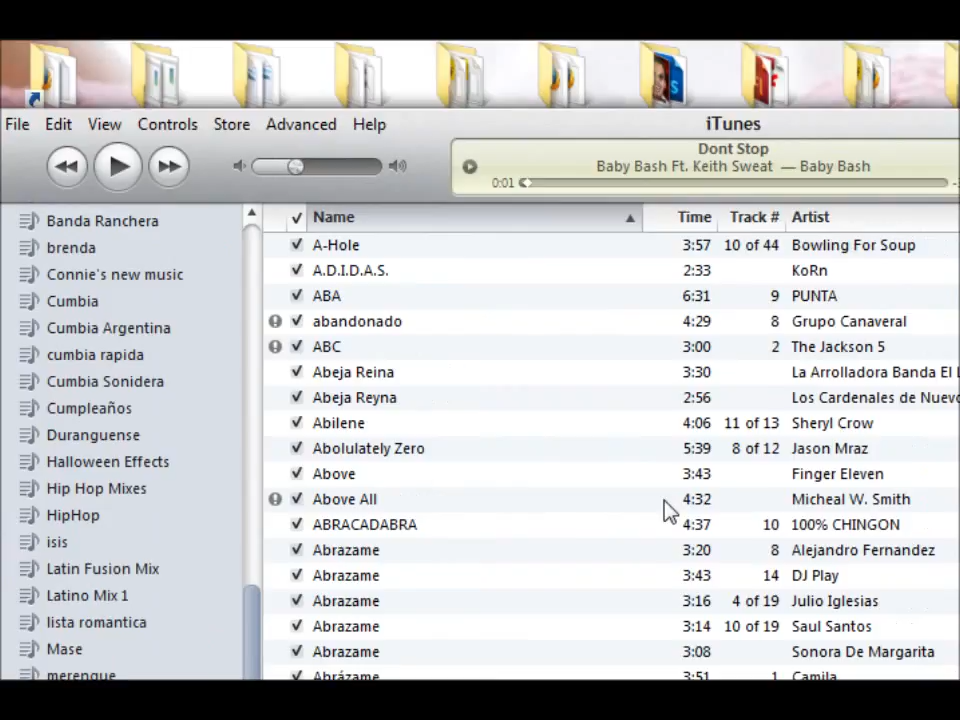 File Edit View Controls Store Advanced Help iTunes
Dont Stop
Baby Bash Ft. Keith Sweat — Baby Bash
0:01
Banda Ranchera
brenda
Connie's new music
Cumbia
Cumbia Argentina
cumbia rapida
Cumbia Sonidera
Cumpleaños
Duranguense
Halloween Effects
Hip Hop Mixes
HipHop
isis
Latin Fusion Mix
Latino Mix 1
lista romantica
Mase
merengue
Name Time Track # Artist
A-Hole 3:57 10 of 44 Bowling For Soup
A.D.I.D.A.S. 2:33 KoRn
ABA 6:31 9 PUNTA
abandonado 4:29 8 Grupo Canaveral
ABC 3:00 2 The Jackson 5
Abeja Reina 3:30 La Arrolladora Banda El
Abeja Reyna 2:56 Los Cardenales de Nuevo
Abilene 4:06 11 of 13 Sheryl Crow
Abolulately Zero 5:39 8 of 12 Jason Mraz
Above 3:43 Finger Eleven
Above All 4:32 Micheal W. Smith
ABRACADABRA 4:37 10 100% CHINGON
Abrazame 3:20 8 Alejandro Fernandez
Abrazame 3:43 14 DJ Play
Abrazame 3:16 4 of 19 Julio Iglesias
Abrazame 3:14 10 of 19 Saul Santos
Abrazame 3:08 Sonora De Margarita
Abrázame 3:51 1 Camila